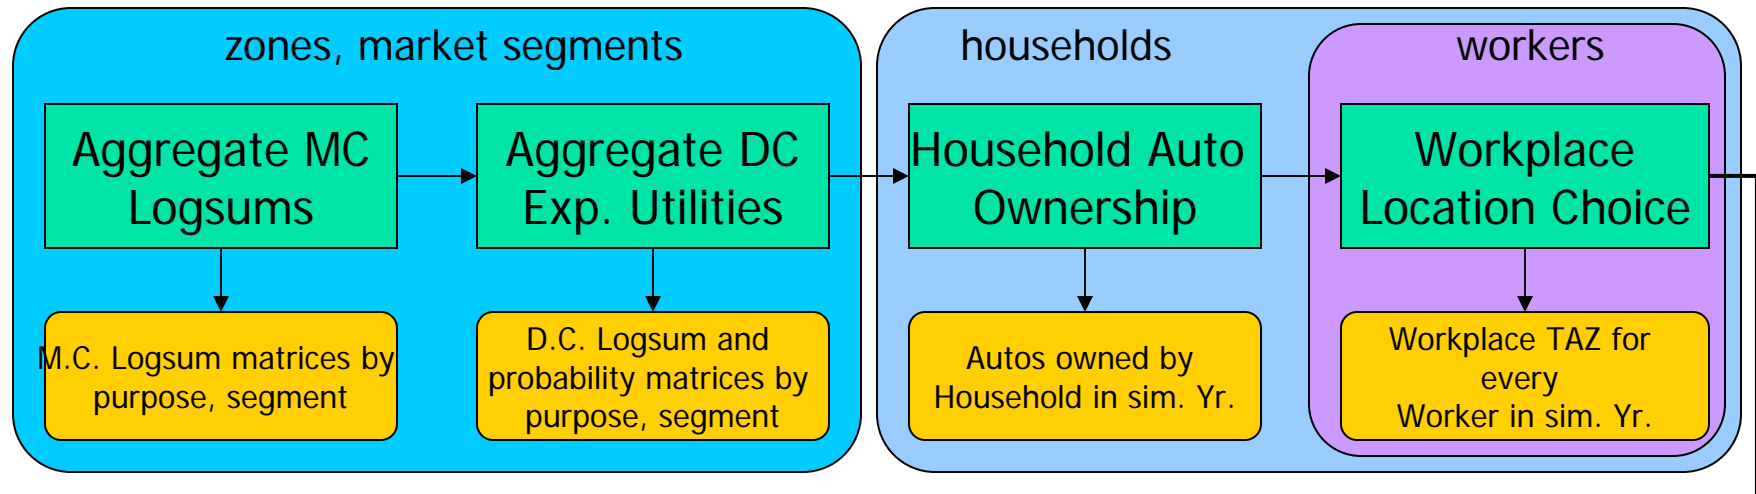 zones, market segments
households
workers
Aggregate MC
Logsums
Aggregate DC
Exp. Utilities
Household Auto
Ownership
Workplace
Location Choice
M.C. Logsum matrices by
purpose, segment
D.C. Logsum and
probability matrices by
purpose, segment
Autos owned by
Household in sim. Yr.
Workplace TAZ for
every
Worker in sim. Yr.